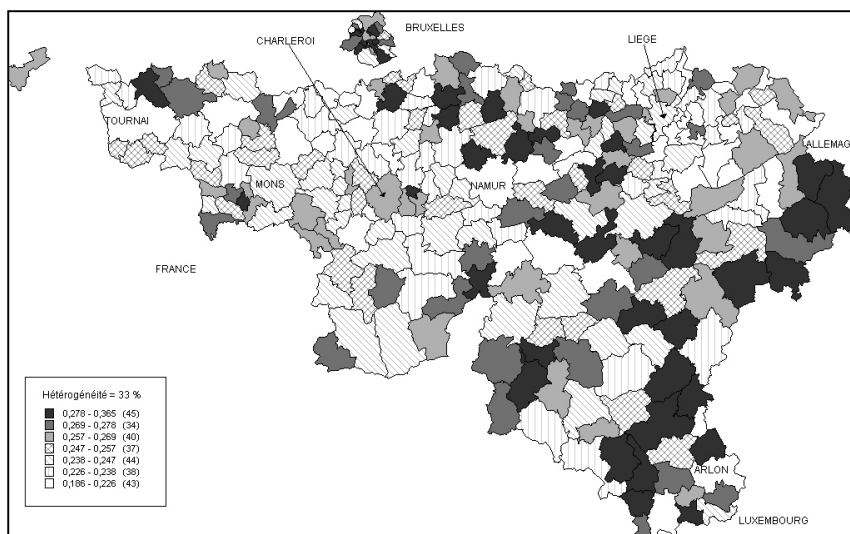 BRUXELLES
CHARLEROI
LIEGE
TOURNAI
ALLEMAG
MONS
NAMUR
FRANCE
ARLON
LUXEMBOURG
Hétérogénéité = 33 %
0,278 - 0,365 (45)
0,269 - 0,278 (34)
0,257 - 0,269 (40)
0,247 - 0,257 (37)
0,238 - 0,247 (44)
0,226 - 0,238 (38)
0,186 - 0,226 (43)